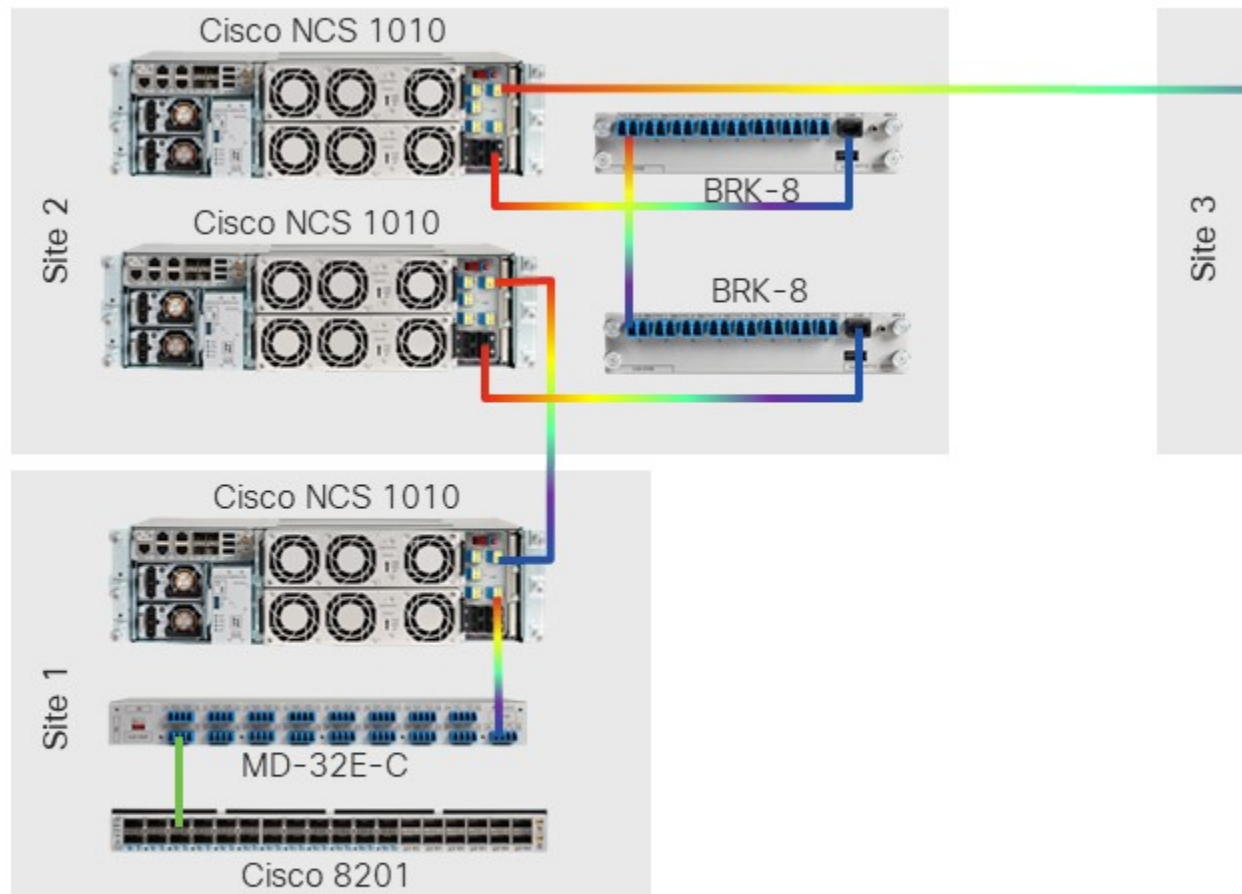 Cisco NCS 1010
BRK-8
Site 2
Cisco NCS 1010
BRK-8
Site 3
Cisco NCS 1010
Site 1
MD-32E-C
Cisco 8201